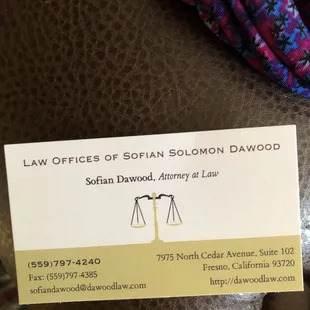 LAW OFFICES OF SOFIAN SOLOMON DAWOOD
Sofian Dawood, Attorney at Law
(559)797-4240
Fax: (559)797-4385
sofiandawood@dawoodlaw.com
7975 North Cedar Avenue, Suite 102
Fresno, California 93720
http://dawoodlaw.com